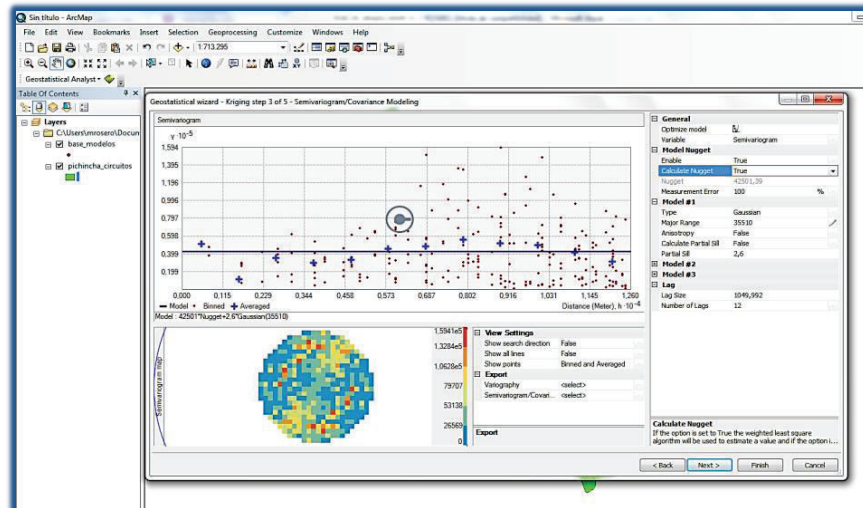 Sin título - ArcMap
File Edit View Bookmarks Insert Selection Geoprocessing Customize Windows Help
1:713.295
Geostatistical Analyst
Table Of Contents
Layers
C:\Users\mrosero\Docun
base_modelos
pichincha_circuitos
Geostatistical wizard - Kriging step 3 of 5 - Semivariogram/Covariance Modeling
Semivariogram
γ ·10⁻⁵
1,594
1,395
1,196
0,996
0,797
0,598
0,399
0,199
0,000 0,115 0,229 0,344 0,458 0,573 0,687 0,802 0,916 1,031 1,145 1,260
Model Binned Averaged
Distance (Meter), h ·10⁻⁴
Model : 42501*Nugget+2,6*Gaussian(35510)
Semivariogram map
1,5941e5
1,3284e5
1,0628e5
79707
53138
26569
0
View Settings
Show search direction False
Show all lines False
Show points Binned and Averaged
Export
Variography <select>
Semivariogram/Covari... <select>
Export
General
Optimize model
Variable Semivariogram
Model Nugget
Enable True
Calculate Nugget True
Nugget 42501,39
Measurement Error 100 %
Model #1
Type Gaussian
Major Range 35510
Anisotropy False
Calculate Partial Sill False
Partial Sill 2,6
Model #2
Model #3
Lag
Lag Size 1049,992
Number of Lags 12
Calculate Nugget
If the option is set to True the weighted least square
algorithm will be used to estimate a value and if the option i...
< Back Next > Finish Cancel